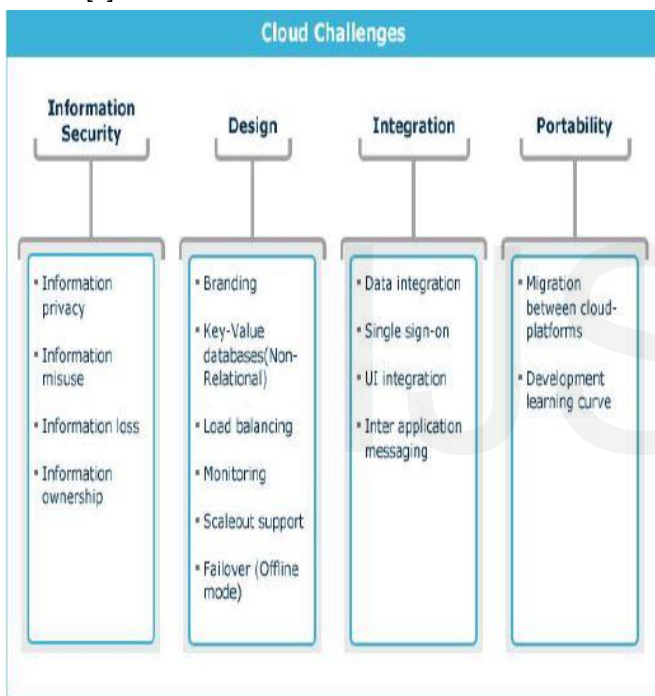 Cloud Challenges
Information
Security
Design
Integration
Portability
▪ Information
privacy
▪ Information
misuse
▪ Information loss
▪ Information
ownership
▪ Branding
▪ Key-Value
databases(Non-
Relational)
▪ Load balancing
▪ Monitoring
▪ Scaleout support
▪ Failover (Offline
mode)
▪ Data integration
▪ Single sign-on
▪ UI integration
▪ Inter application
messaging
▪ Migration
between cloud-
platforms
▪ Development
learning curve